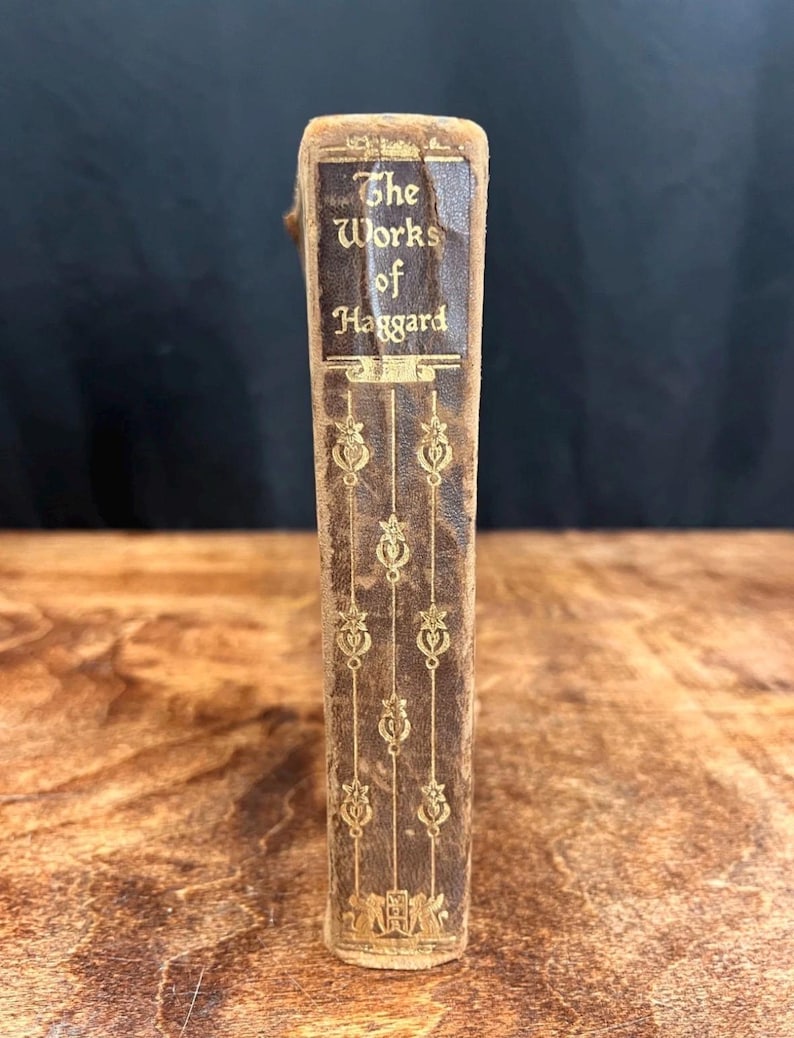 The
Works
of
Haggard